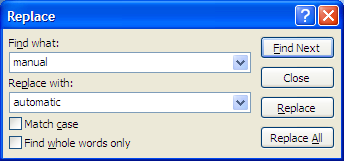 Replace
Find what:
manual
Find Next
Close
Replace with:
automatic
Replace
Match case
Find whole words only
Replace All